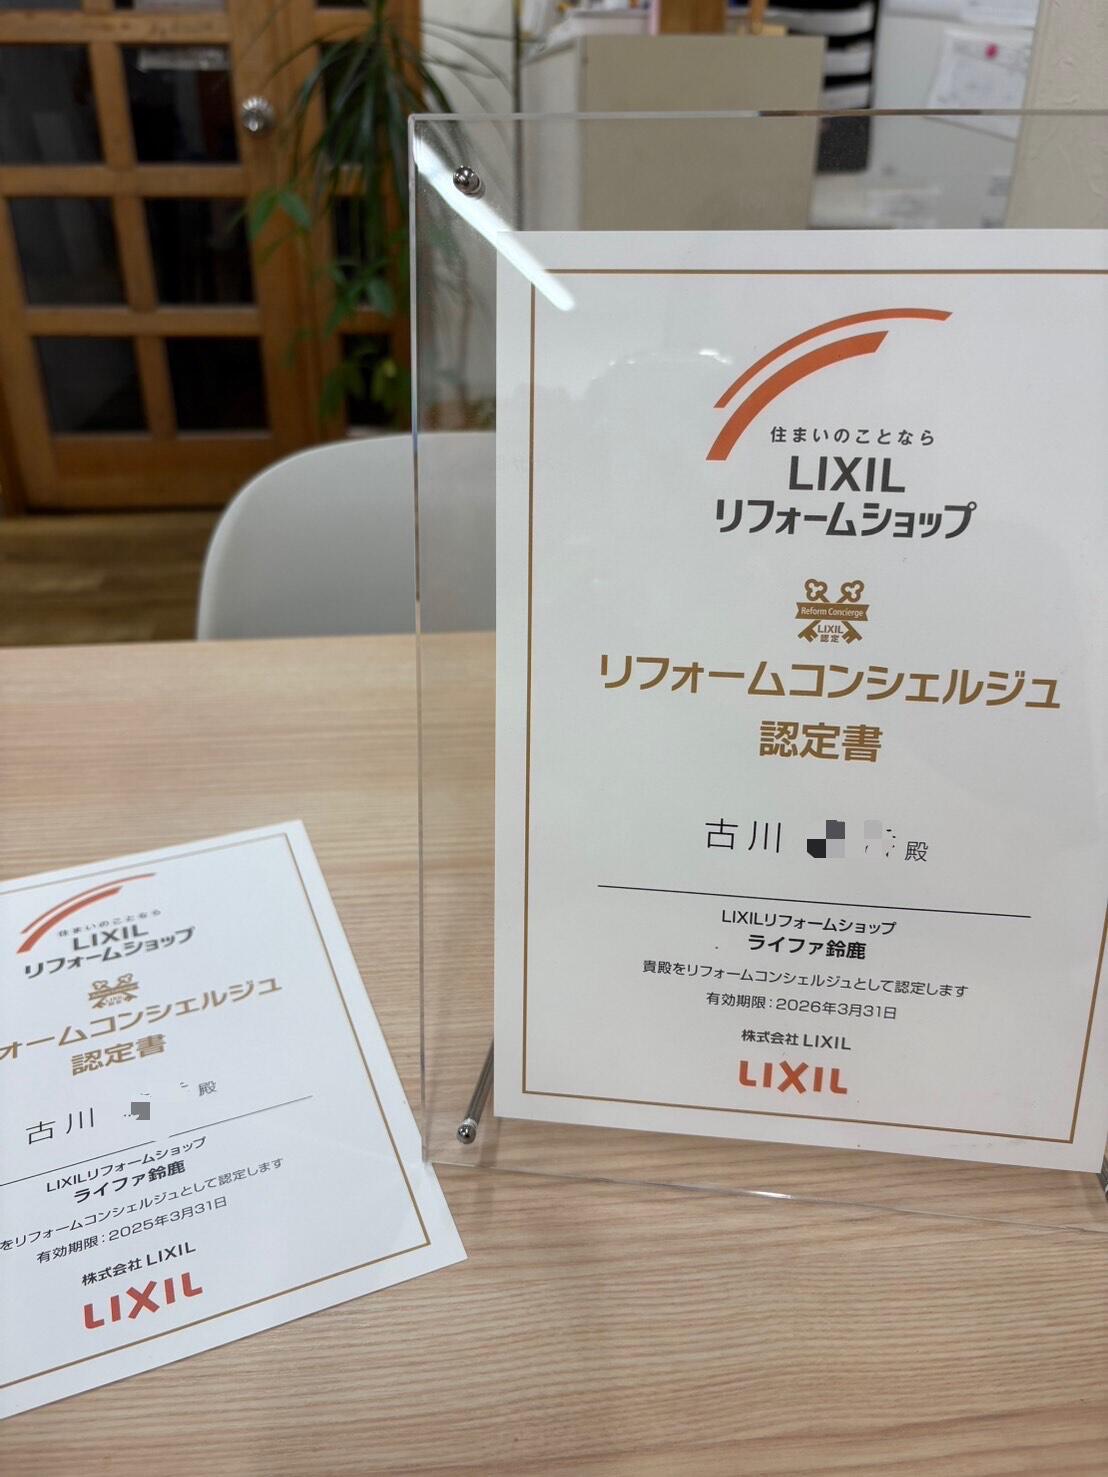 住まいのことなら
LIXIL
リフォームショップ
Reform Concierge
LIXIL
認定
リフォームコンシェルジュ
認定書
古川 殿
LIXILリフォームショップ
ライファ鈴鹿
貴殿をリフォームコンシェルジュとして認定します
有効期限：2026年3月31日
株式会社 LIXIL
LIXIL
住まいのことなら
LIXIL
リフォームショップ
ォームコンシェルジュ
認定書
古川 殿
LIXILリフォームショップ
ライファ鈴鹿
をリフォームコンシェルジュとして認定します
有効期限：2025年3月31日
株式会社 LIXIL
LIXIL